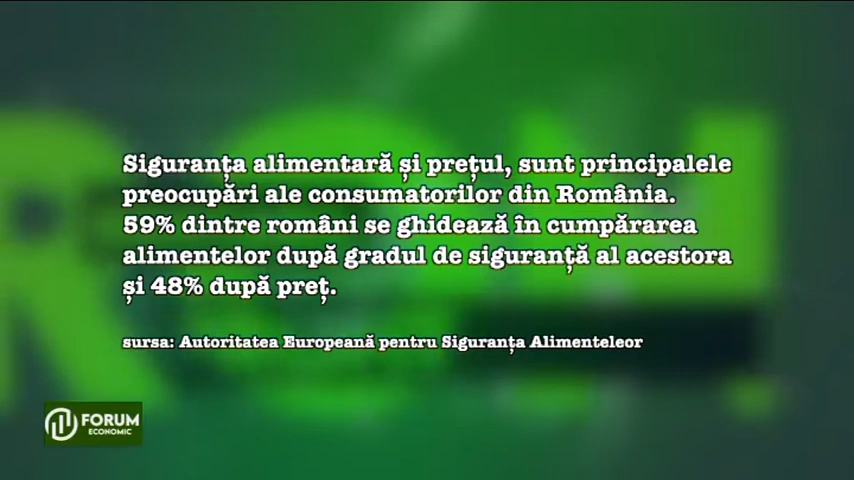 Siguranța alimentară și prețul, sunt principalele
preocupări ale consumatorilor din România.
59% dintre români se ghidează în cumpărarea
alimentelor după gradul de siguranță al acestora
și 48% după preț.
sursa: Autoritatea Europeană pentru Siguranța Alimenteleor
FORUM
ECONOMIC